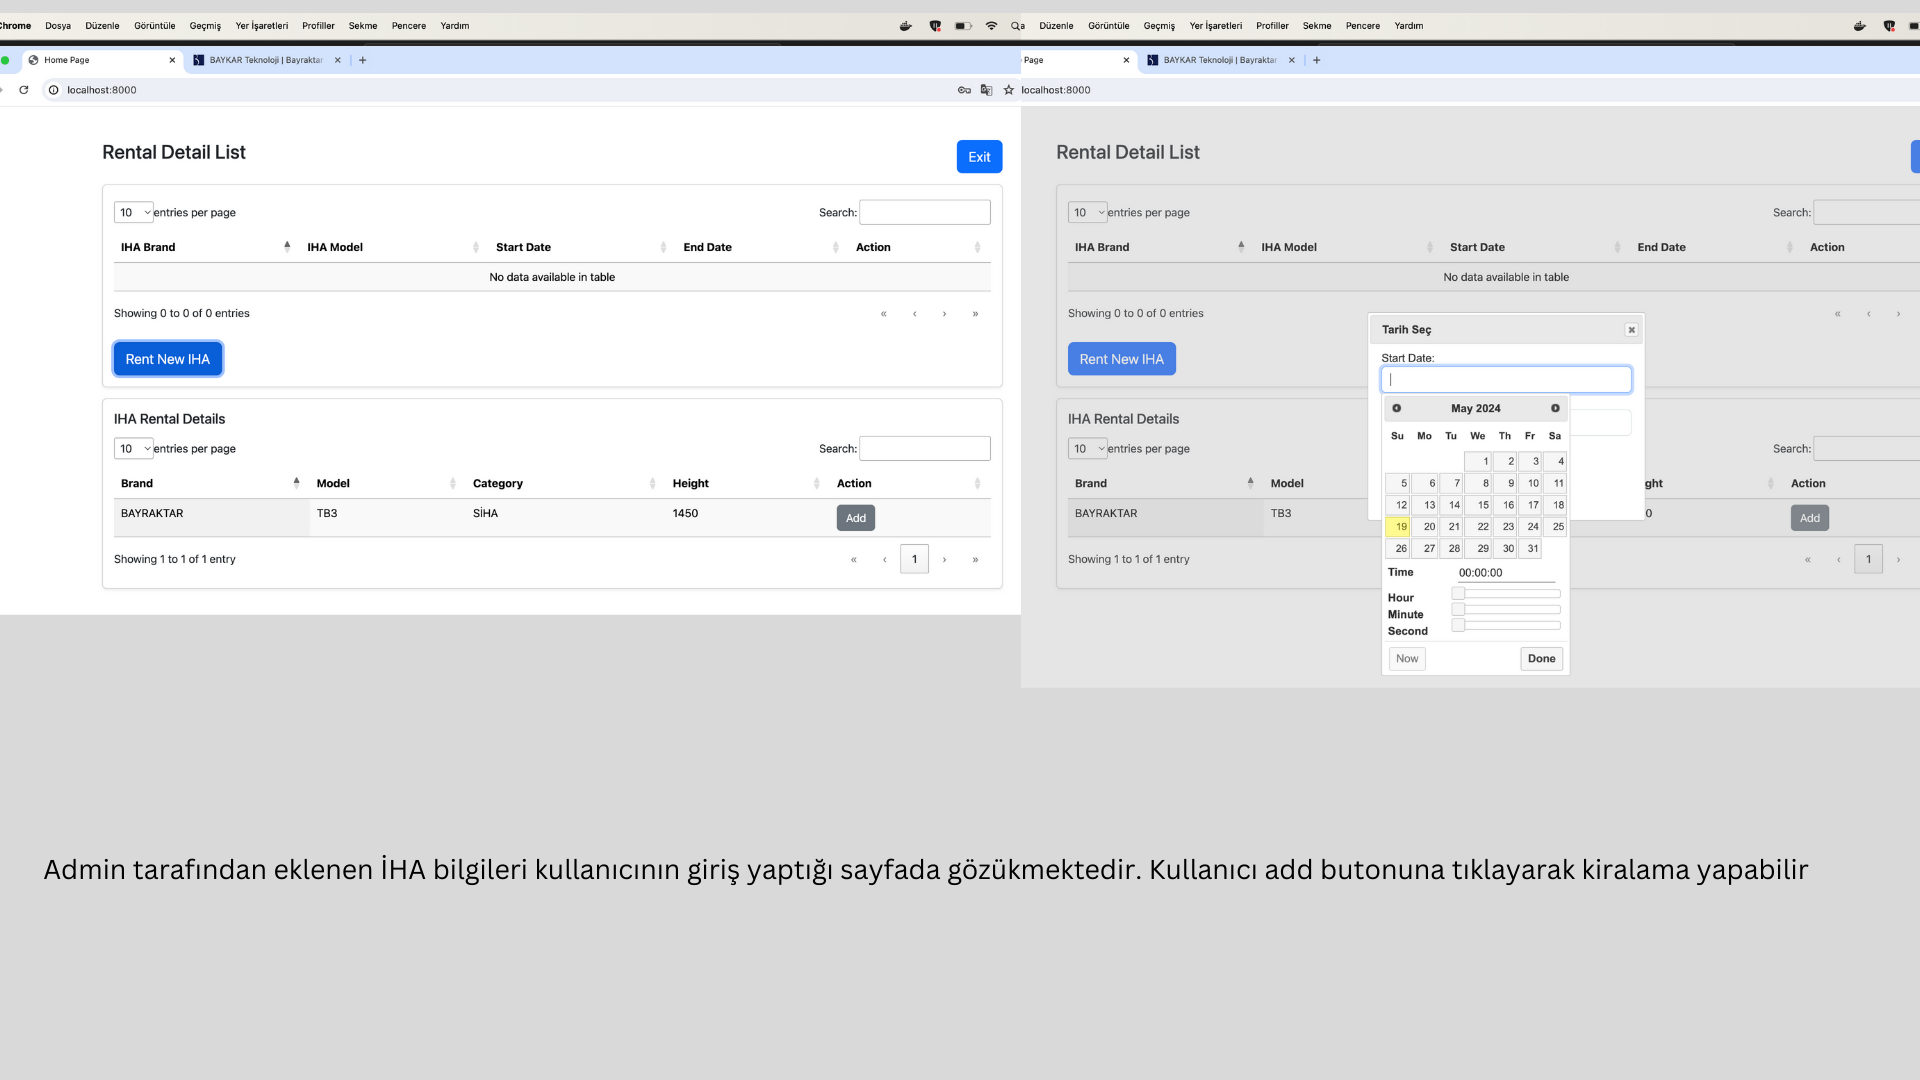 Chrome Dosya Düzenle Görüntüle Geçmiş Yer İşaretleri Profiller Sekme Pencere Yardım
Home Page
BAYKAR Teknoloji | Bayraktar
localhost:8000
Rental Detail List
Exit
10 entries per page
Search:
IHA Brand IHA Model Start Date End Date Action
No data available in table
Showing 0 to 0 of 0 entries
« ‹ › »
Rent New IHA
IHA Rental Details
10 entries per page
Search:
Brand Model Category Height Action
BAYRAKTAR TB3 SİHA 1450 Add
Showing 1 to 1 of 1 entry
« ‹ 1 › »
Düzenle Görüntüle Geçmiş Yer İşaretleri Profiller Sekme Pencere Yardım
Page
BAYKAR Teknoloji | Bayraktar
localhost:8000
Rental Detail List
10 entries per page
Search:
IHA Brand IHA Model Start Date End Date Action
No data available in table
Showing 0 to 0 of 0 entries
« ‹ ›
Rent New IHA
IHA Rental Details
10 entries per page
Search:
Brand Model ght Action
BAYRAKTAR TB3 0 Add
Showing 1 to 1 of 1 entry
« ‹ 1 ›
Tarih Seç
Start Date:
May 2024
Su Mo Tu We Th Fr Sa
1 2 3 4
5 6 7 8 9 10 11
12 13 14 15 16 17 18
19 20 21 22 23 24 25
26 27 28 29 30 31
Time 00:00:00
Hour
Minute
Second
Now Done
Admin tarafından eklenen İHA bilgileri kullanıcının giriş yaptığı sayfada gözükmektedir. Kullanıcı add butonuna tıklayarak kiralama yapabilir